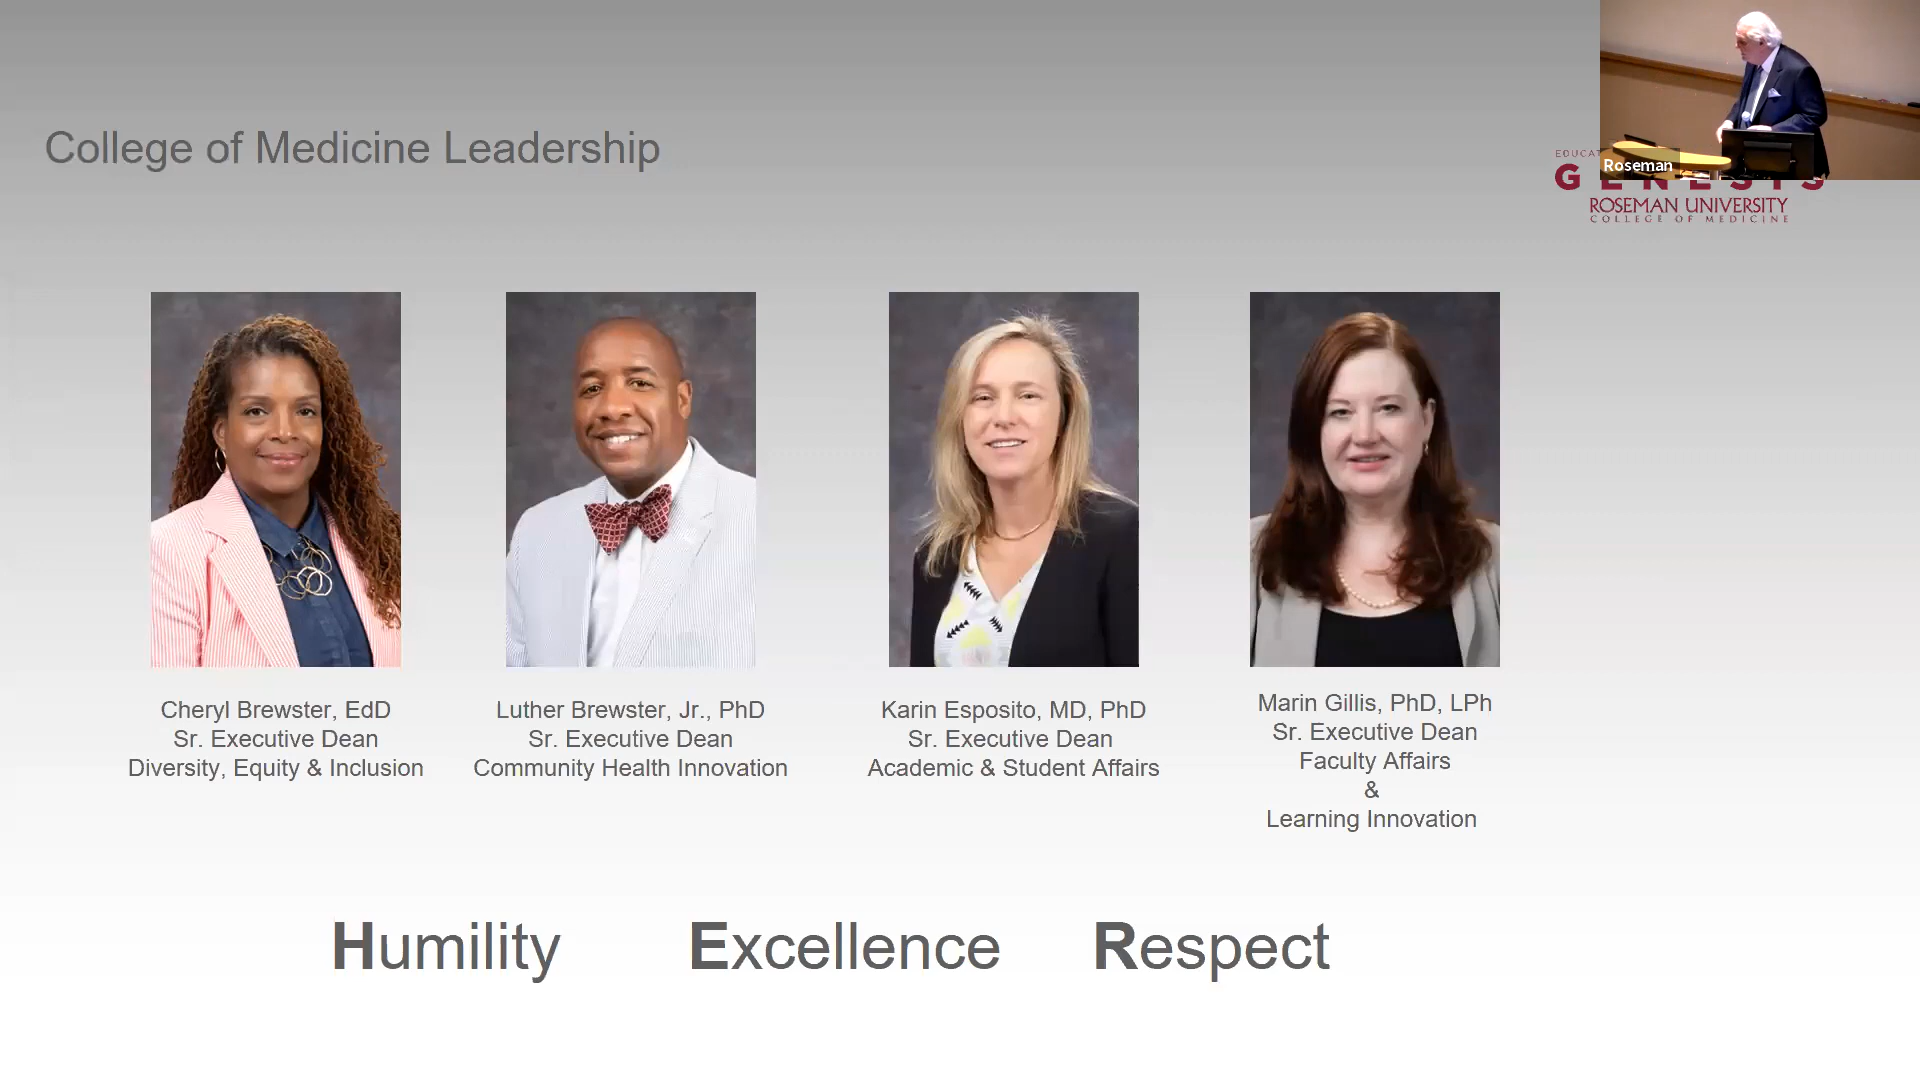 College of Medicine Leadership
Roseman
EDUCAT
GENESIS
ROSEMAN UNIVERSITY
COLLEGE OF MEDICINE
Cheryl Brewster, EdD
Sr. Executive Dean
Diversity, Equity & Inclusion
Luther Brewster, Jr., PhD
Sr. Executive Dean
Community Health Innovation
Karin Esposito, MD, PhD
Sr. Executive Dean
Academic & Student Affairs
Marin Gillis, PhD, LPh
Sr. Executive Dean
Faculty Affairs
&
Learning Innovation
Humility Excellence Respect